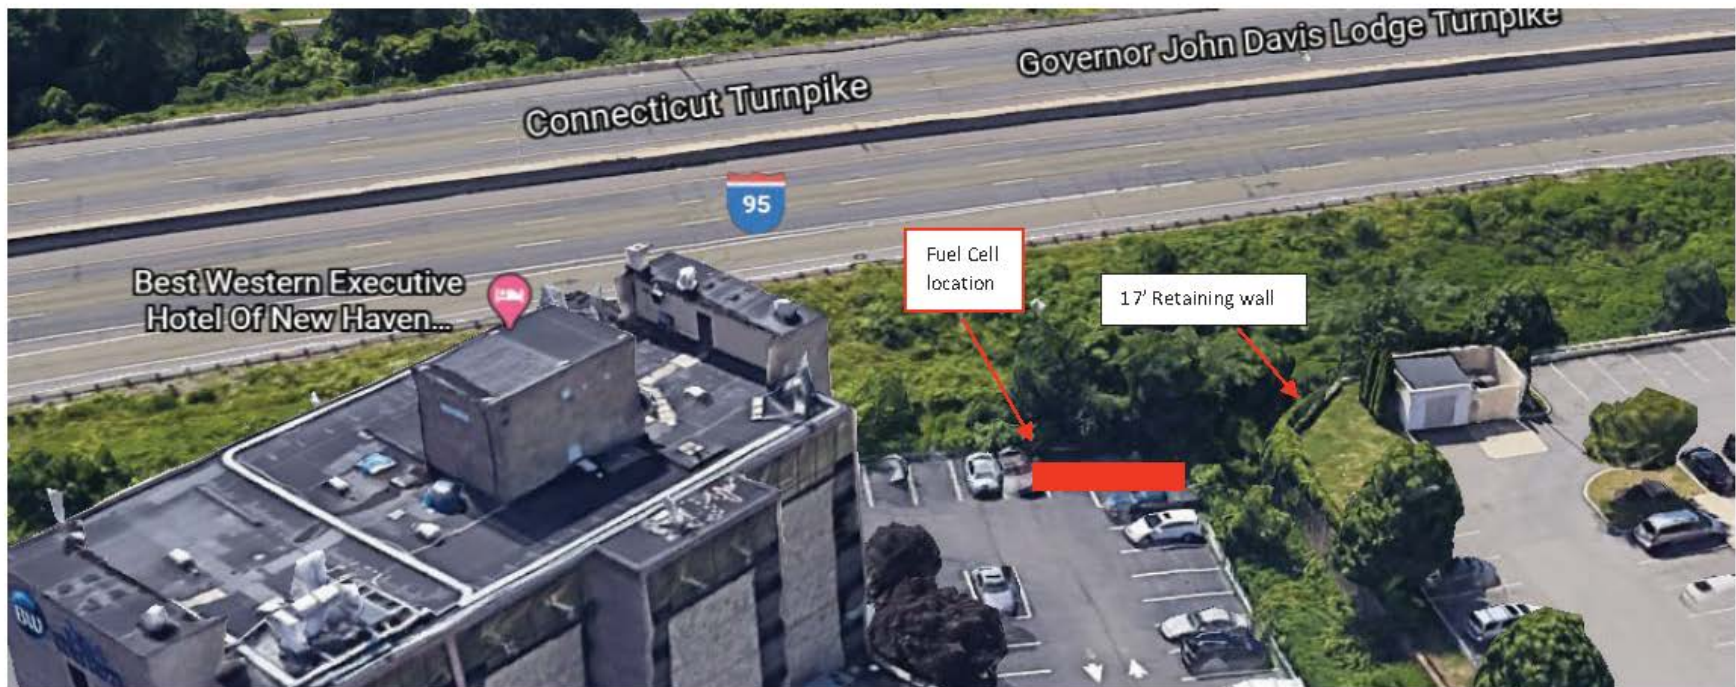 Governor John Davis Lodge Turnpike
Connecticut Turnpike
95
Fuel Cell
location
Best Western Executive
Hotel Of New Haven...
17' Retaining wall
BW